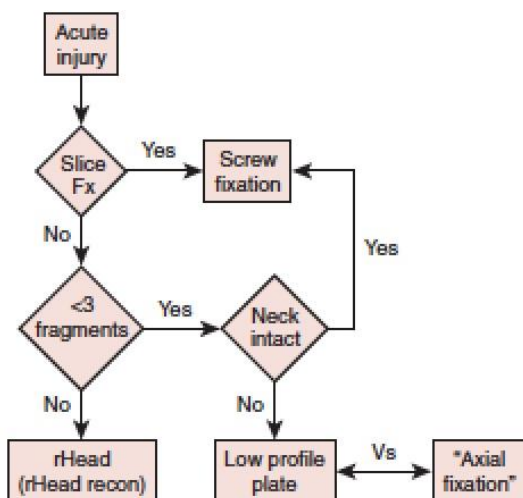 Acute
injury
Slice
Fx
Yes
Screw
fixation
No
Yes
<3
fragments
Yes
Neck
intact
No
No
rHead
(rHead recon)
Low profile
plate
Vs
"Axial
fixation"